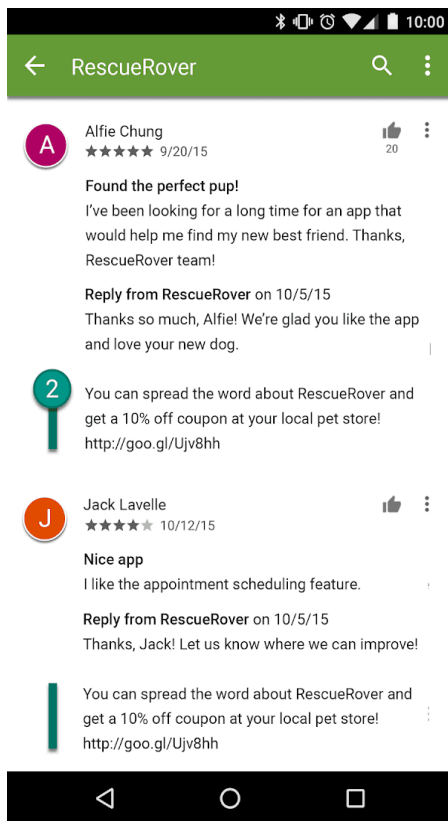 10:00
RescueRover
A
Alfie Chung
★★★★★ 9/20/15
20
Found the perfect pup!
I've been looking for a long time for an app that
would help me find my new best friend. Thanks,
RescueRover team!
Reply from RescueRover on 10/5/15
Thanks so much, Alfie! We're glad you like the app
and love your new dog.
2
You can spread the word about RescueRover and
get a 10% off coupon at your local pet store!
http://goo.gl/Ujv8hh
J
Jack Lavelle
★★★★★ 10/12/15
Nice app
I like the appointment scheduling feature.
Reply from RescueRover on 10/5/15
Thanks, Jack! Let us know where we can improve!
You can spread the word about RescueRover and
get a 10% off coupon at your local pet store!
http://goo.gl/Ujv8hh